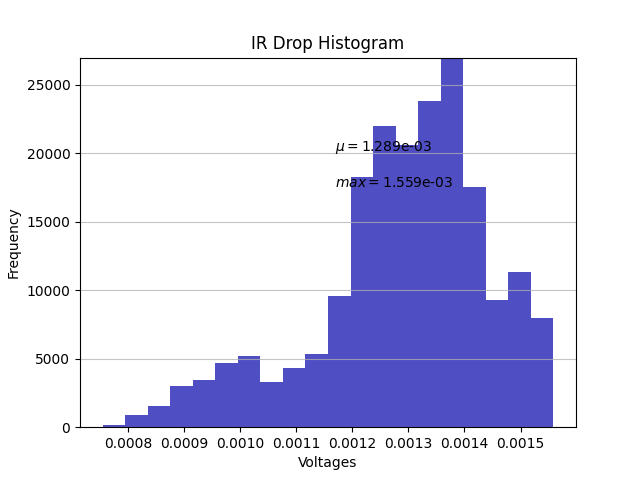 IR Drop Histogram
25000
20000
15000
10000
5000
0
Frequency
μ = 1.289e-03
max = 1.559e-03
0.0008 0.0009 0.0010 0.0011 0.0012 0.0013 0.0014 0.0015
Voltages